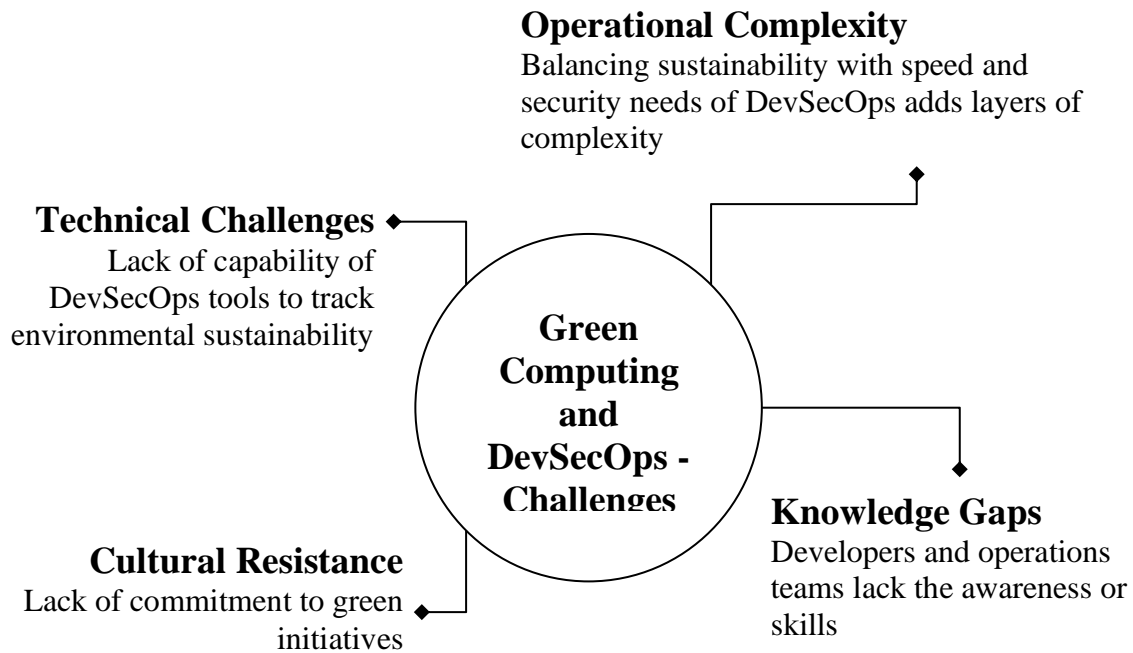 Operational Complexity
Balancing sustainability with speed and
security needs of DevSecOps adds layers of
complexity
Technical Challenges
Lack of capability of
DevSecOps tools to track
environmental sustainability
Green
Computing
and
DevSecOps -
Challenges
Knowledge Gaps
Developers and operations
teams lack the awareness or
skills
Cultural Resistance
Lack of commitment to green
initiatives